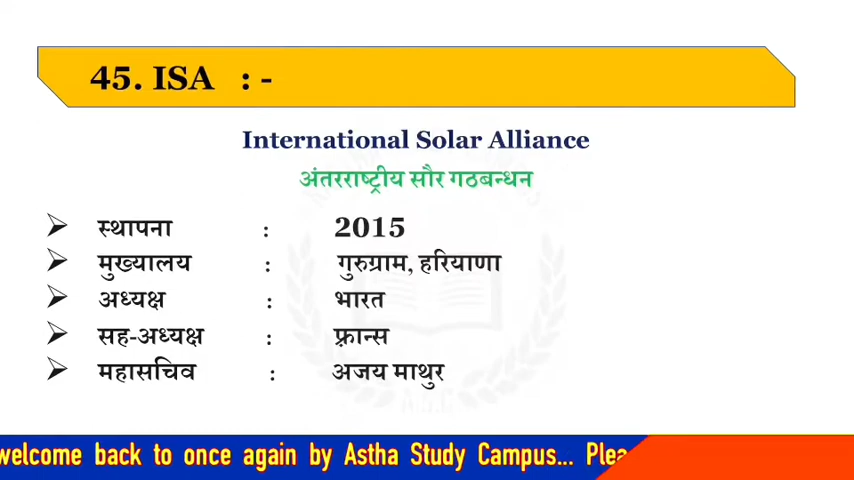 45. ISA : -
International Solar Alliance
अंतरराष्ट्रीय सौर गठबन्धन
स्थापना : 2015
मुख्यालय : गुरुग्राम, हरियाणा
अध्यक्ष : भारत
सह-अध्यक्ष : फ़्रान्स
महासचिव : अजय माथुर
welcome back to once again by Astha Study Campus... Plea